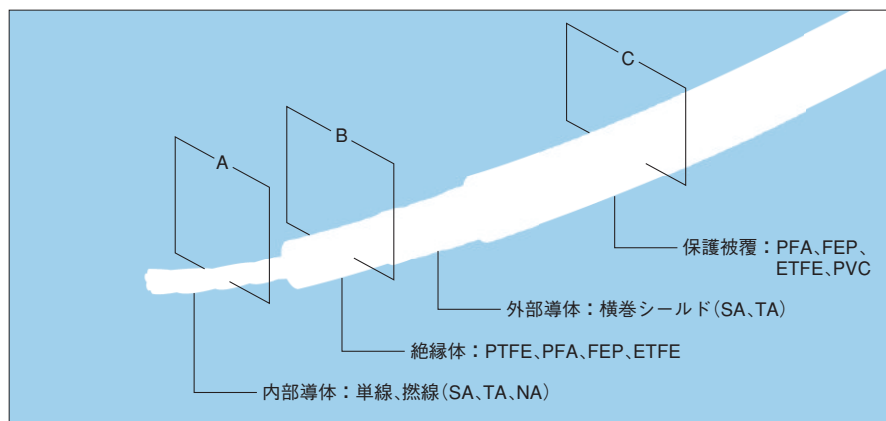 C
B
A
保護被覆：PFA、FEP、
ETFE、PVC
外部導体：横巻シールド（SA、TA）
絶縁体：PTFE、PFA、FEP、ETFE
内部導体：単線、撚線（SA、TA、NA）